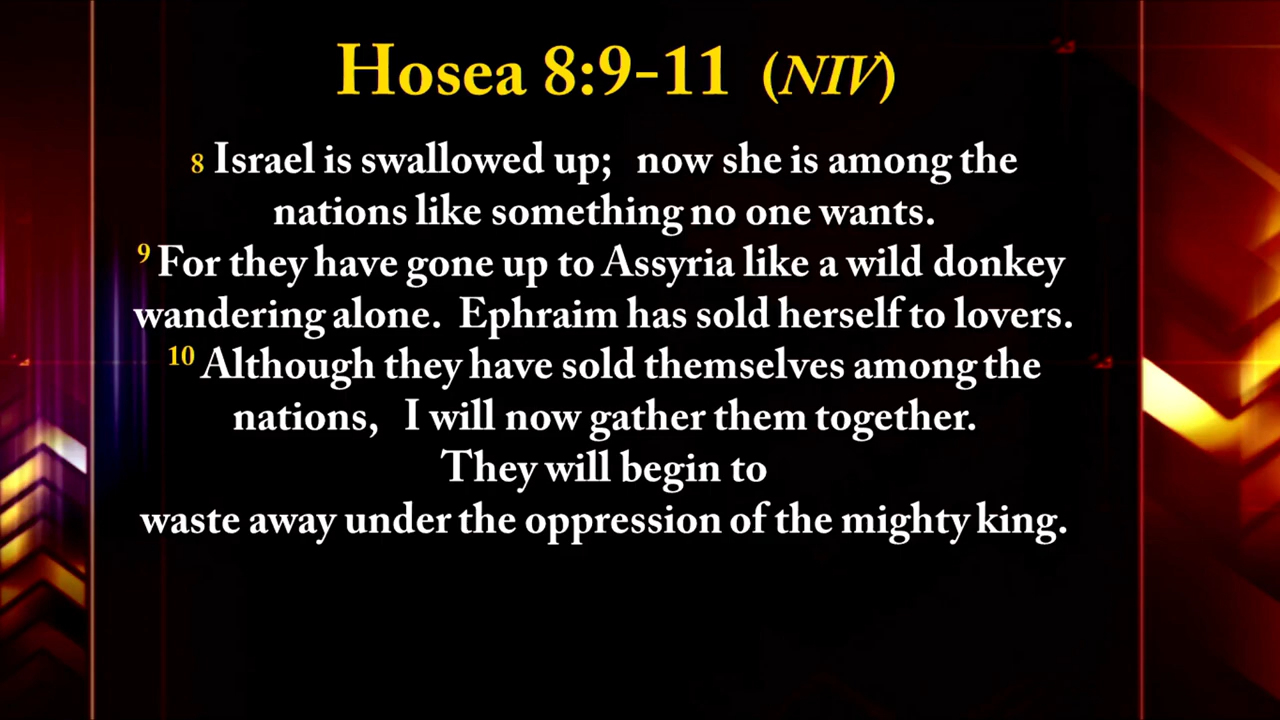 Hosea 8:9-11 (NIV)
8 Israel is swallowed up; now she is among the
nations like something no one wants.
9 For they have gone up to Assyria like a wild donkey
wandering alone. Ephraim has sold herself to lovers.
10 Although they have sold themselves among the
nations, I will now gather them together.
They will begin to
waste away under the oppression of the mighty king.